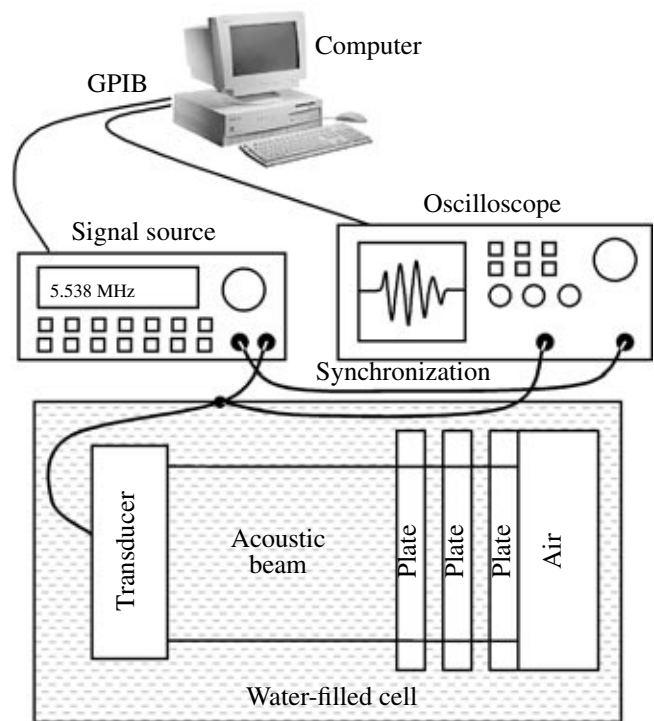 Computer
GPIB
Oscilloscope
Signal source
5.538 MHz
Synchronization
Transducer
Acoustic
beam
Plate
Plate
Plate
Air
Water-filled cell